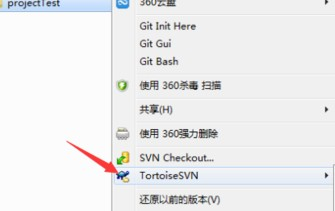 projectTest
360云盘
Git Init Here
Git Gui
Git Bash
使用 360杀毒 扫描
共享(H)
使用 360强力删除
SVN Checkout...
TortoiseSVN
还原以前的版本(V)